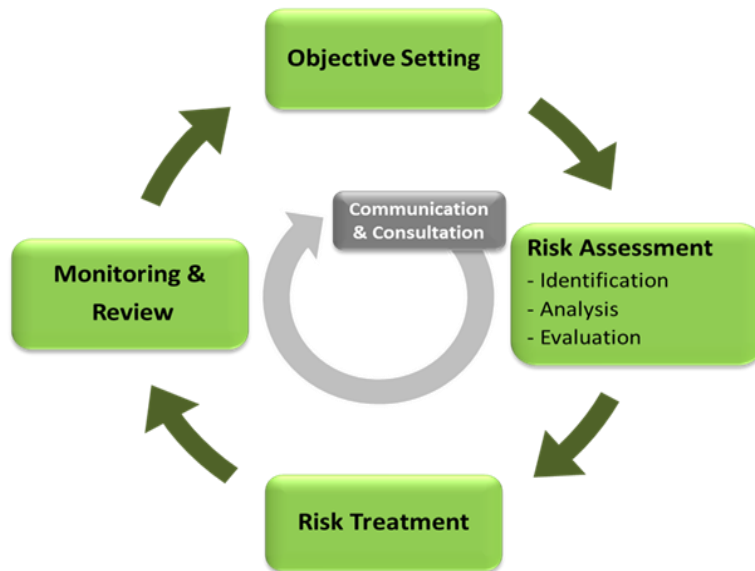 Objective Setting
Communication
& Consultation
Risk Assessment
- Identification
- Analysis
- Evaluation
Monitoring &
Review
Risk Treatment